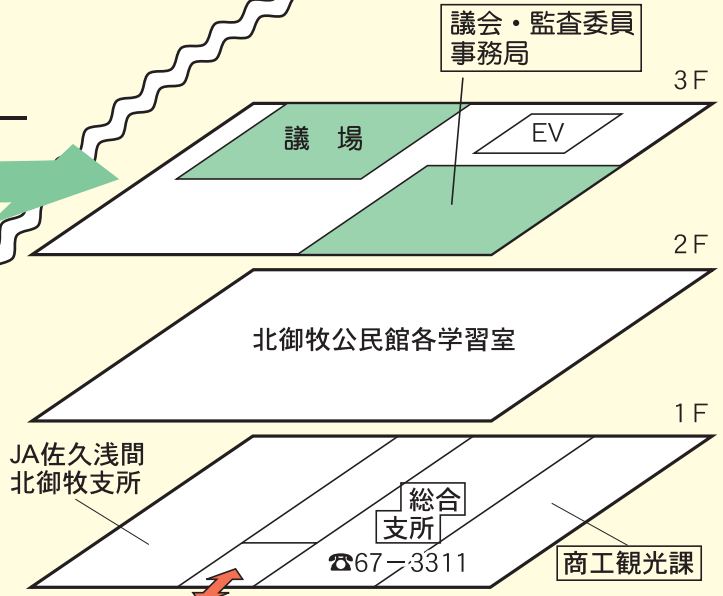 議会・監査委員
事務局
3F
議 場
EV
2F
北御牧公民館各学習室
1F
JA佐久浅間
北御牧支所
総合
支所
☎67−3311
商工観光課